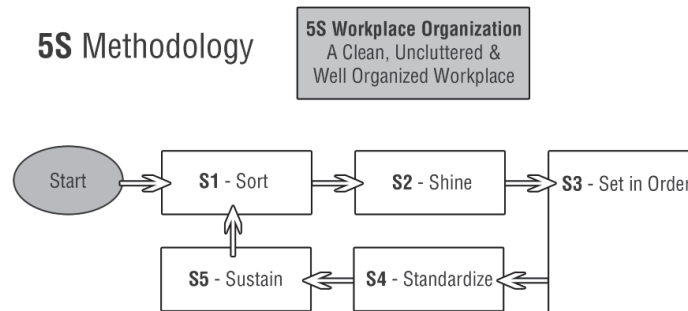 5S Methodology
5S Workplace Organization
A Clean, Uncluttered &
Well Organized Workplace
Start
S1 - Sort
S2 - Shine
S3 - Set in Order
S5 - Sustain
S4 - Standardize